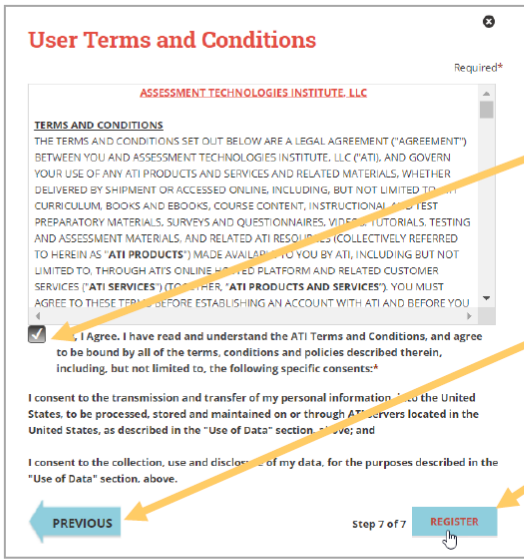 User Terms and Conditions
Required*
ASSESSMENT TECHNOLOGIES INSTITUTE, LLC
TERMS AND CONDITIONS
THE TERMS AND CONDITIONS SET OUT BELOW ARE A LEGAL AGREEMENT ("AGREEMENT")
BETWEEN YOU AND ASSESSMENT TECHNOLOGIES INSTITUTE, LLC ("ATI), AND GOVERN
YOUR USE OF ANY ATI PRODUCTS AND SERVICES AND RELATED MATERIALS, WHETHER
DELIVERED BY SHIPMENT OR ACCESSED ONLINE, INCLUDING, BUT NOT LIMITED TO, ATI
CURRICULUM, BOOKS AND EBOOKS, COURSE CONTENT, INSTRUCTIONAL AND TEST
PREPARATORY MATERIALS, SURVEYS AND QUESTIONNAIRES, VIDEOS, TUTORIALS, TESTING
AND ASSESSMENT MATERIALS, AND RELATED ATI RESOURCES (COLLECTIVELY REFERRED
TO HEREIN AS "ATI PRODUCTS") MADE AVAILABLE TO YOU BY ATI, INCLUDING BUT NOT
LIMITED TO, THROUGH ATI'S ONLINE HOSTED PLATFORM AND RELATED CUSTOMER
SERVICES ("ATI SERVICES") (TOGETHER, "ATI PRODUCTS AND SERVICES"). YOU MUST
AGREE TO THESE TERMS BEFORE ESTABLISHING AN ACCOUNT WITH ATI AND BEFORE YOU
I Agree. I have read and understand the ATI Terms and Conditions, and agree
to be bound by all of the terms, conditions and policies described therein,
including, but not limited to, the following specific consents:*
I consent to the transmission and transfer of my personal information, into the United
States, to be processed, stored and maintained on or through ATI servers located in the
United States, as described in the "Use of Data" section, above; and
I consent to the collection, use and disclosure of my data, for the purposes described in the
"Use of Data" section, above.
PREVIOUS
Step 7 of 7
REGISTER